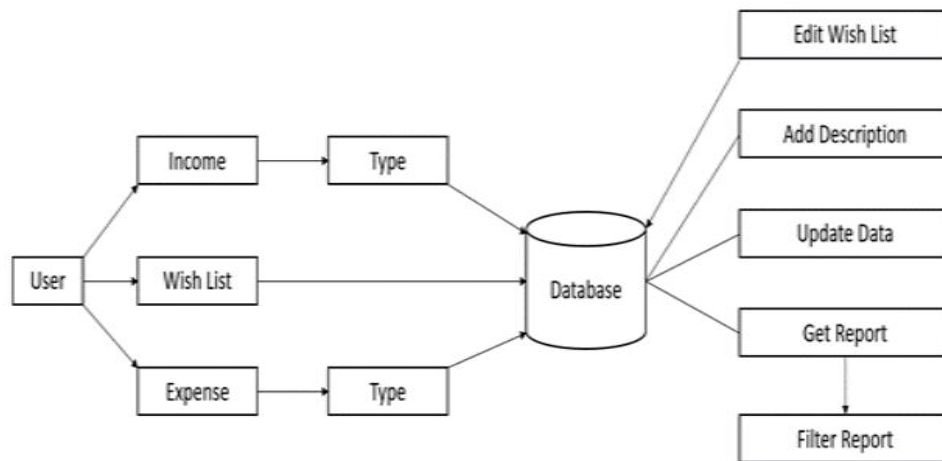 Edit Wish List
Add Description
Income
Type
Update Data
User
Wish List
Database
Get Report
Expense
Type
Filter Report